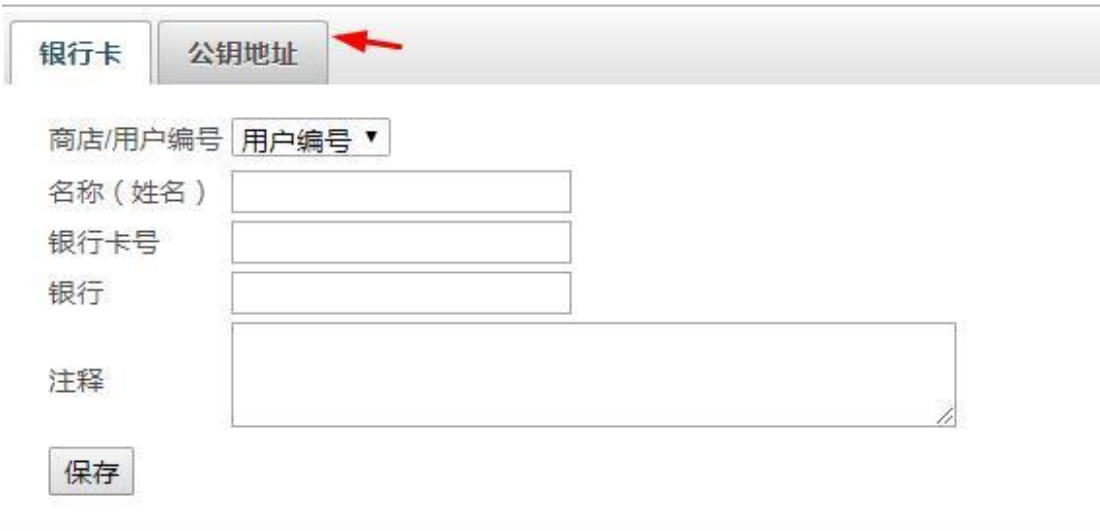 银行卡 公钥地址
商店/用户编号 用户编号
名称（姓名）
银行卡号
银行
注释
保存